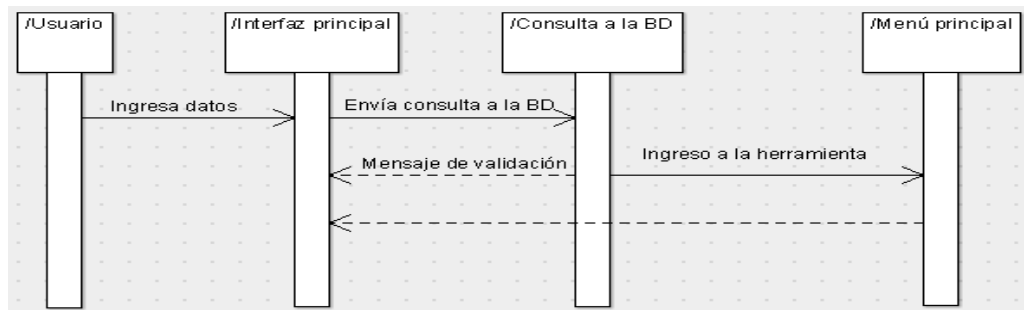 /Usuario
/Interfaz principal
/Consulta a la BD
/Menú principal
Ingresa datos
Envía consulta a la BD
Mensaje de validación
Ingreso a la herramienta